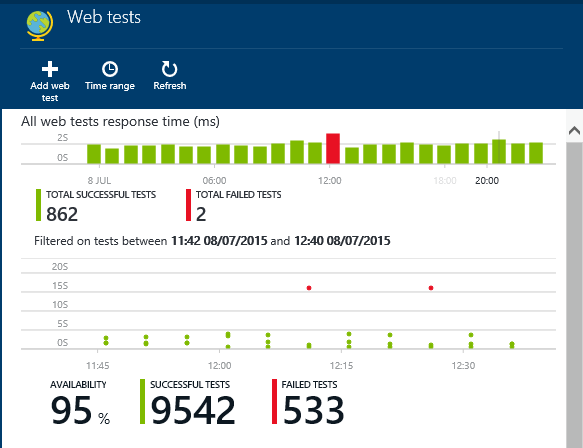 Web tests
Add web test
Time range
Refresh
All web tests response time (ms)
2S
0S
8 JUL 06:00 12:00 18:00 20:00
TOTAL SUCCESSFUL TESTS
862
TOTAL FAILED TESTS
2
Filtered on tests between 11:42 08/07/2015 and 12:40 08/07/2015
20S
15S
10S
5S
0S
11:45 12:00 12:15 12:30
AVAILABILITY
95 %
SUCCESSFUL TESTS
9542
FAILED TESTS
533